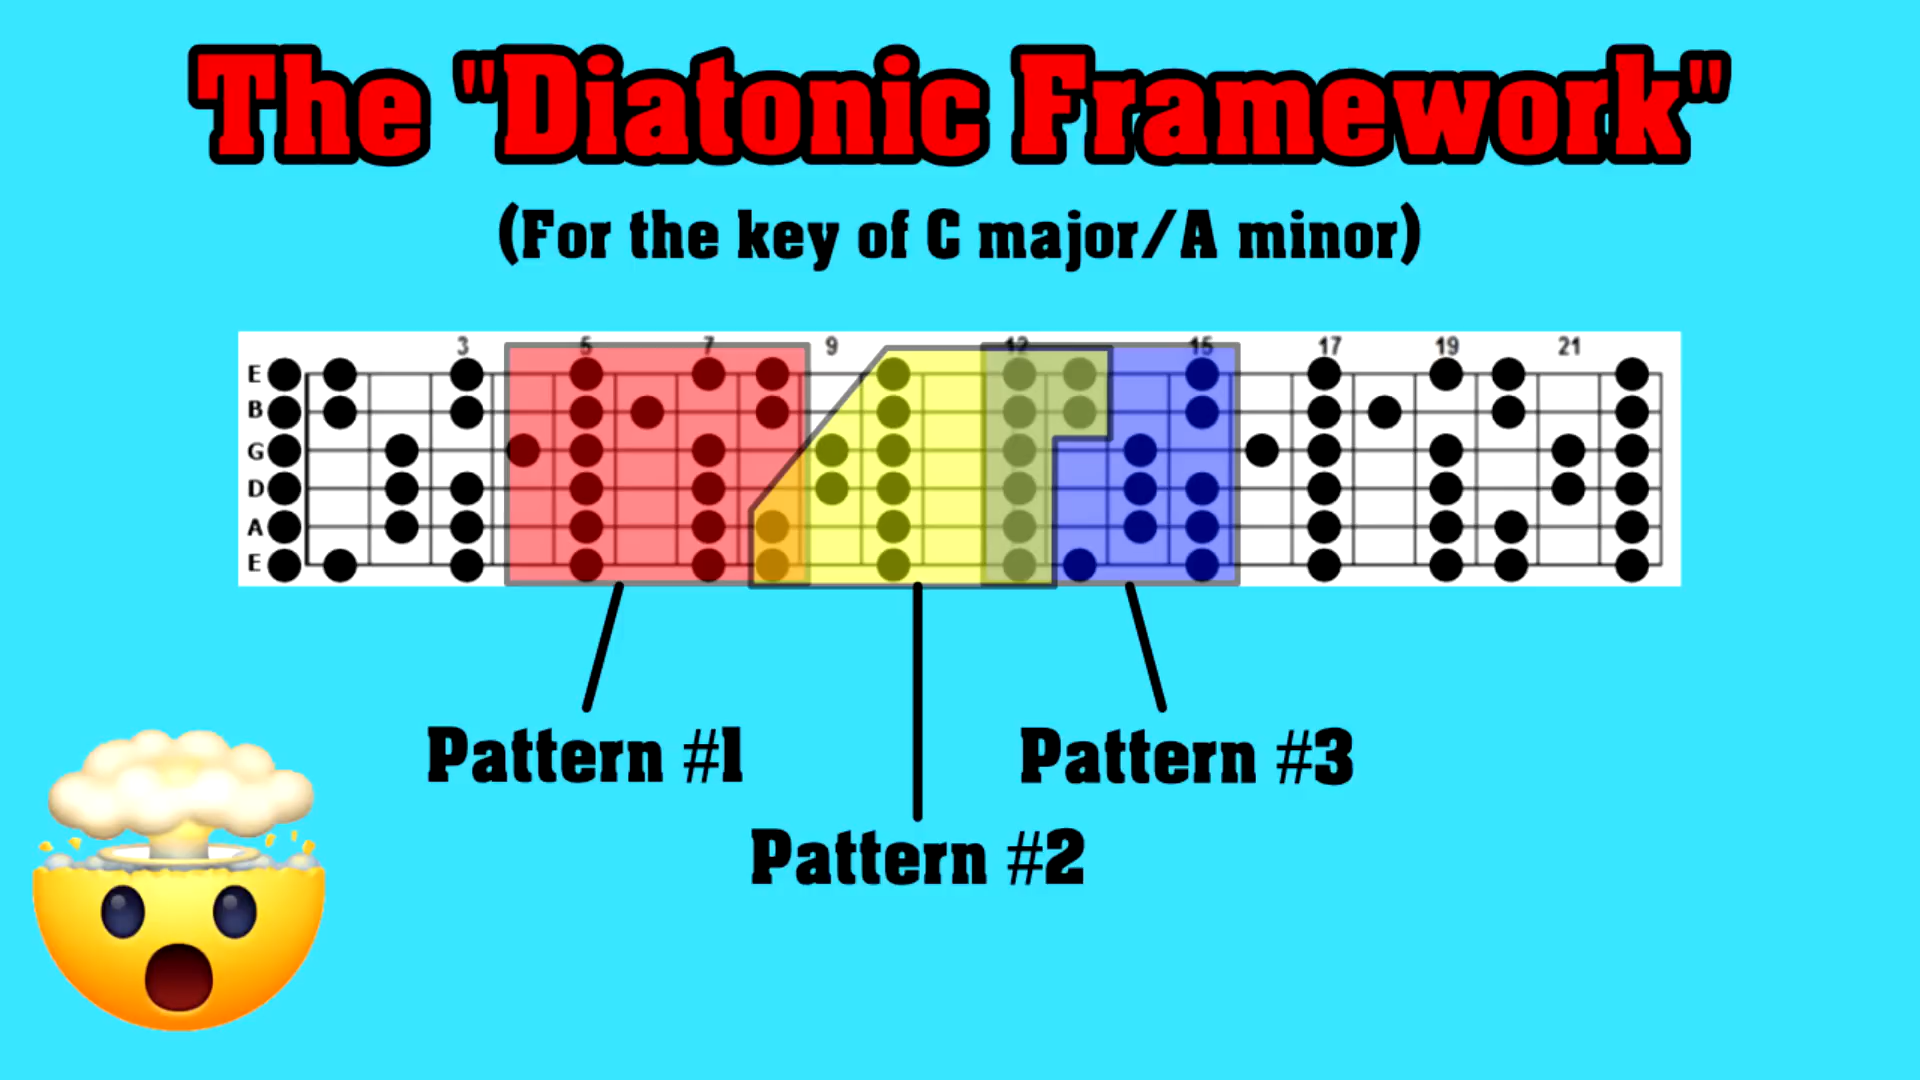 The "Diatonic Framework"
(For the key of C major/A minor)
3 5 7 9 12 15 17 19 21
E
B
G
D
A
E
Pattern #1
Pattern #3
Pattern #2